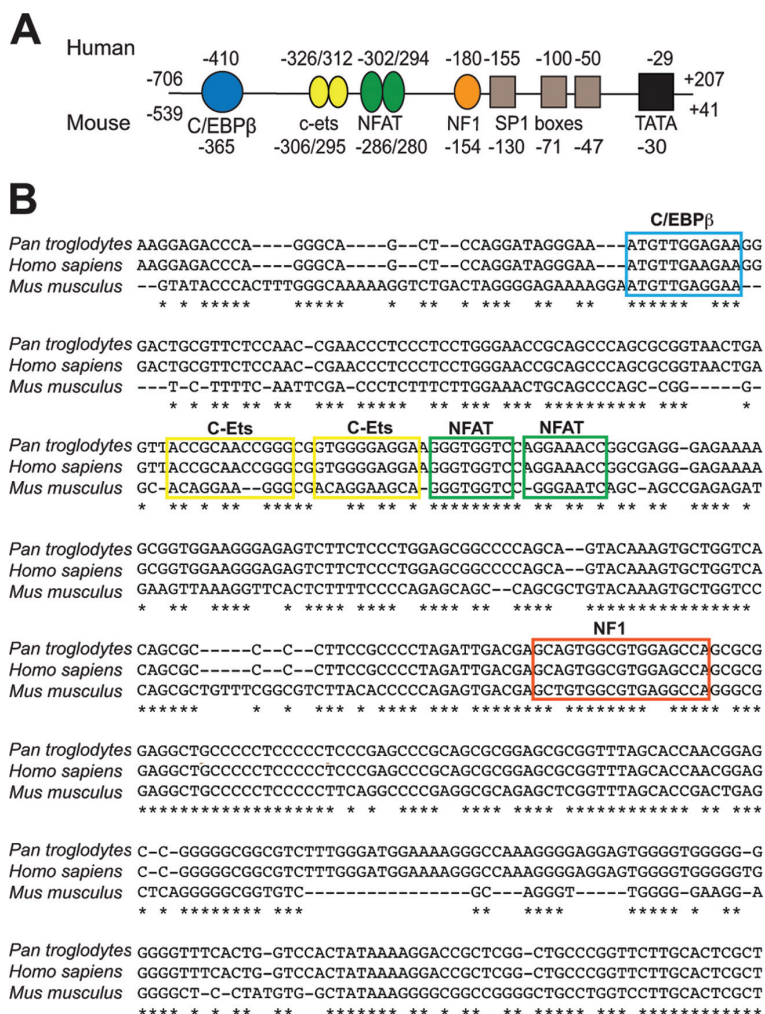 A
Human
-706 -410 -326/312 -302/294 -180 -155 -100 -50 -29 +207
-539 +41
Mouse C/EBPβ c-ets NFAT NF1 SP1 boxes TATA
-365 -306/295 -286/280 -154 -130 -71 -47 -30
B
C/EBPβ
Pan troglodytes AAGGAGACCCA----GGGCA----G--CT--CCAGGATAGGGAA---ATGTTGGAGAAGG
Homo sapiens AAGGAGACCCA----GGGCA----G--CT--CCAGGATAGGGAA---ATGTTGAAGAAGG
Mus musculus --GTATACCCACTTTGGGCAAAAAGGTCTGACTAGGGGAGAAAAGGAATGTTGAGGAA--
* * ***** ***** * ** * *** * ** ****** ***
Pan troglodytes GACTGCGTTCTCCAAC-CGAACCCTCCCTCCTGGGAACCGCAGCCCAGCGCGGTAACTGA
Homo sapiens GACTGCGTTCTCCAAC-CGAACCCTCCCTCCTGGGAACCGCAGCCCAGCGCGGTAACTGA
Mus musculus ---T-C-TTTTC-AATTCGA-CCCTCTTTCTTGGAAACTGCAGCCCAGC-CGG-----G-
* * ** ** ** ** **** ** *** *** ********** *** *
C-Ets C-Ets NFAT NFAT
Pan troglodytes GTTACCGCAACCGGGCGGTGGGGAGGAAGGGTGGTCCAGGAAACCGGCGAGG-GAGAAAA
Homo sapiens GTTACCGCAACCGGGCGGTGGGGAGGAAGGGTGGTCCAGGAAACCGGCGAGG-GAGAAAA
Mus musculus GC-ACAGGAA--GGGCGACAGGAAGCA-GGGTGGTCC-GGGAATCAGC-AGCCGAGAGAT
* ** * ** **** ** ** * ********* ** ** * ** ** **** *
Pan troglodytes GCGGTGGAAGGGAGAGTCTTCTCCCTGGAGCGGCCCCAGCA--GTACAAAGTGCTGGTCA
Homo sapiens GCGGTGGAAGGGAGAGTCTTCTCCCTGGAGCGGCCCCAGCA--GTACAAAGTGCTGGTCA
Mus musculus GAAGTTAAAGGTTCACTCTTTTCCCCAGAGCAGC--CAGCGCTGTACAAAGTGCTGGTCC
* ** **** * **** **** **** ** **** ****************
NF1
Pan troglodytes CAGCGC-----C--C--CTTCCGCCCCTAGATTGACGAGCAGTGGCGTGGAGCCAGCGCG
Homo sapiens CAGCGC-----C--C--CTTCCGCCCCTAGATTGACGAGCAGTGGCGTGGAGCCAGCGCG
Mus musculus CAGCGCTGTTTCGGCGTCTTACACCCCCAGAGTGACGAGCTGTGGCGTGAGGCCAGGGCG
****** * * *** * **** *** ******** ******** ***** ***
Pan troglodytes GAGGCTGCCCCCTCCCCCTCCCGAGCCCGCAGCGCGGAGCGCGGTTTAGCACCAACGGAG
Homo sapiens GAGGCTGCCCCCTCCCCCTCCCGAGCCCGCAGCGCGGAGCGCGGTTTAGCACCAACGGAG
Mus musculus GAGGCTGCCCCCTCCCCCTTCAGGCCCCGAGGCGCAGAGCTCGGTTTAGCACCGACTGAG
******************* * * **** **** **** ************ ** ***
Pan troglodytes C-C-GGGGGCGGCGTCTTTGGGATGGAAAAGGGCCAAAGGGGAGGAGTGGGGTGGGGG-G
Homo sapiens C-C-GGGGGCGGCGTCTTTGGGATGGAAAAGGGCCAAAGGGGAGGAGTGGGGTGGGGGTG
Mus musculus CTCAGGGGGCGGTGTC----------------GC---AGGGT-----TGGGG-GAAGG-A
* * ******** *** ** **** ***** * **
Pan troglodytes GGGGTTTCACTG-GTCCACTATAAAAGGACCGCTCGG-CTGCCCGGTTCTTGCACTCGCT
Homo sapiens GGGGTTTCACTG-GTCCACTATAAAAGGACCGCTCGG-CTGCCCGGTTCTTGCACTCGCT
Mus musculus GGGGCT-C-CTATGTG-GCTATAAAGGGGCGGCCGGGGCTGCCTGGTCCTTGCACTCGCT
**** * * ** ** ******* ** * ** ** ***** *** ************